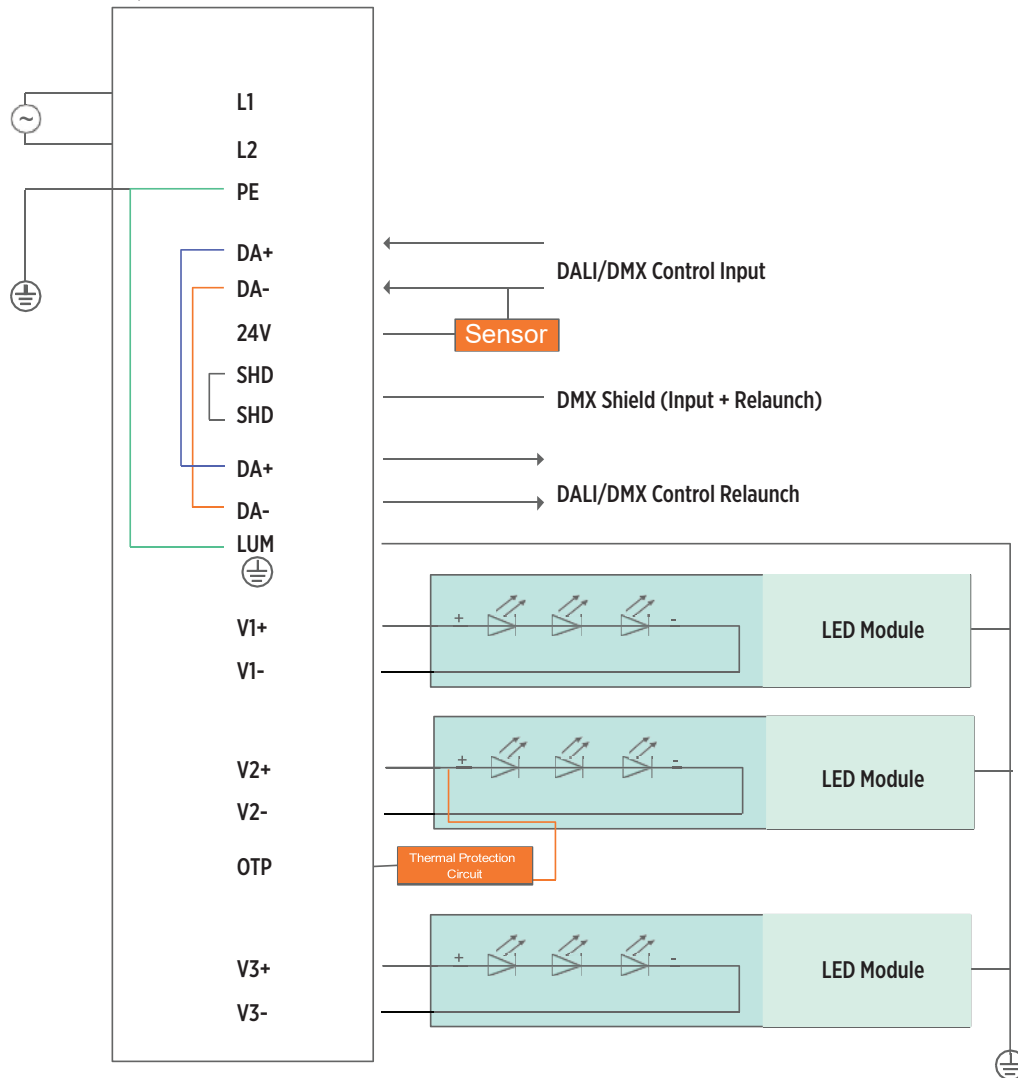 L1
~
L2
PE
DA+
DALI/DMX Control Input
DA-
24V
Sensor
SHD
DMX Shield (Input + Relaunch)
SHD
DA+
DALI/DMX Control Relaunch
DA-
LUM
V1+
+ -
LED Module
V1-
V2+
+ -
LED Module
V2-
OTP
Thermal Protection
Circuit
V3+
+ -
LED Module
V3-